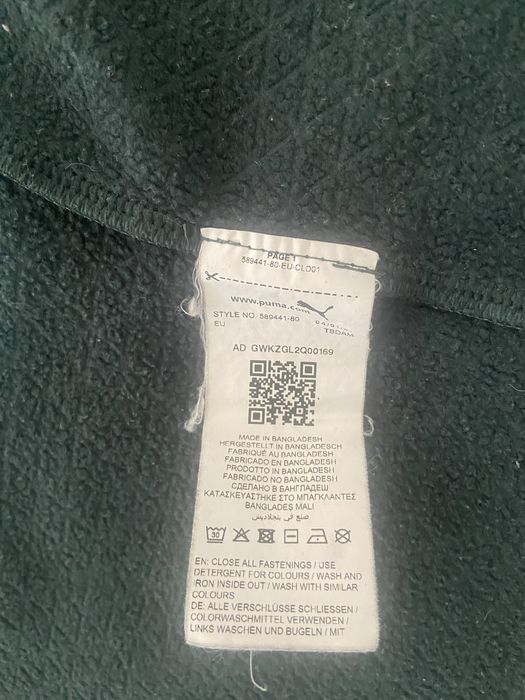 PAGE 1
589441-80-EU-CLO01
www.puma.com
STYLE NO. 589441-80
EU
TBDAM
AD GWKZGL2Q00169
MADE IN BANGLADESH
HERGESTELLT IN BANGLADESCH
FABRIQUÉ AU BANGLADESH
FABRICADO EN BANGLADESH
PRODOTTO IN BANGLADESH
FABRICADO NO BANGLADESH
СДЕЛАНО В БАНГЛАДЕШ
ΚΑΤΑΣΚΕΥΑΣΤΗΚΕ ΣΤΟ ΜΠΑΓΚΛΑΝΤΕΣ
BANGLADES MALI
صنع في بنجلاديش
30
EN: CLOSE ALL FASTENINGS / USE
DETERGENT FOR COLOURS / WASH AND
IRON INSIDE OUT / WASH WITH SIMILAR
COLOURS
DE: ALLE VERSCHLÜSSE SCHLIESSEN /
COLORWASCHMITTEL VERWENDEN /
LINKS WASCHEN UND BUGELN / MIT